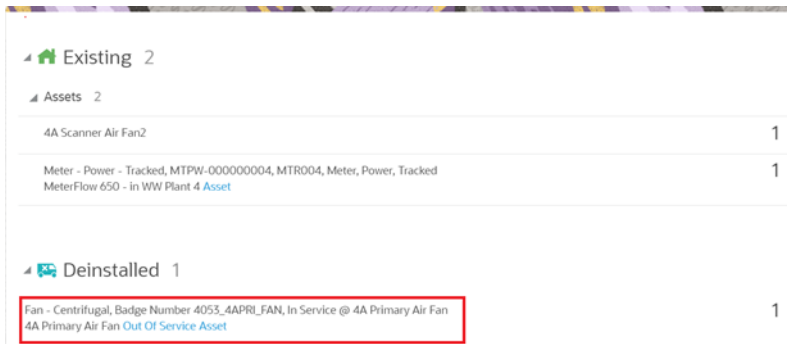 Existing 2
Assets 2
4A Scanner Air Fan2 1
Meter - Power - Tracked, MTPW-000000004, MTR004, Meter, Power, Tracked 1
MeterFlow 650 - in WW Plant 4 Asset
Deinstalled 1
Fan - Centrifugal, Badge Number 4053_4APRI_FAN, In Service @ 4A Primary Air Fan 1
4A Primary Air Fan Out Of Service Asset